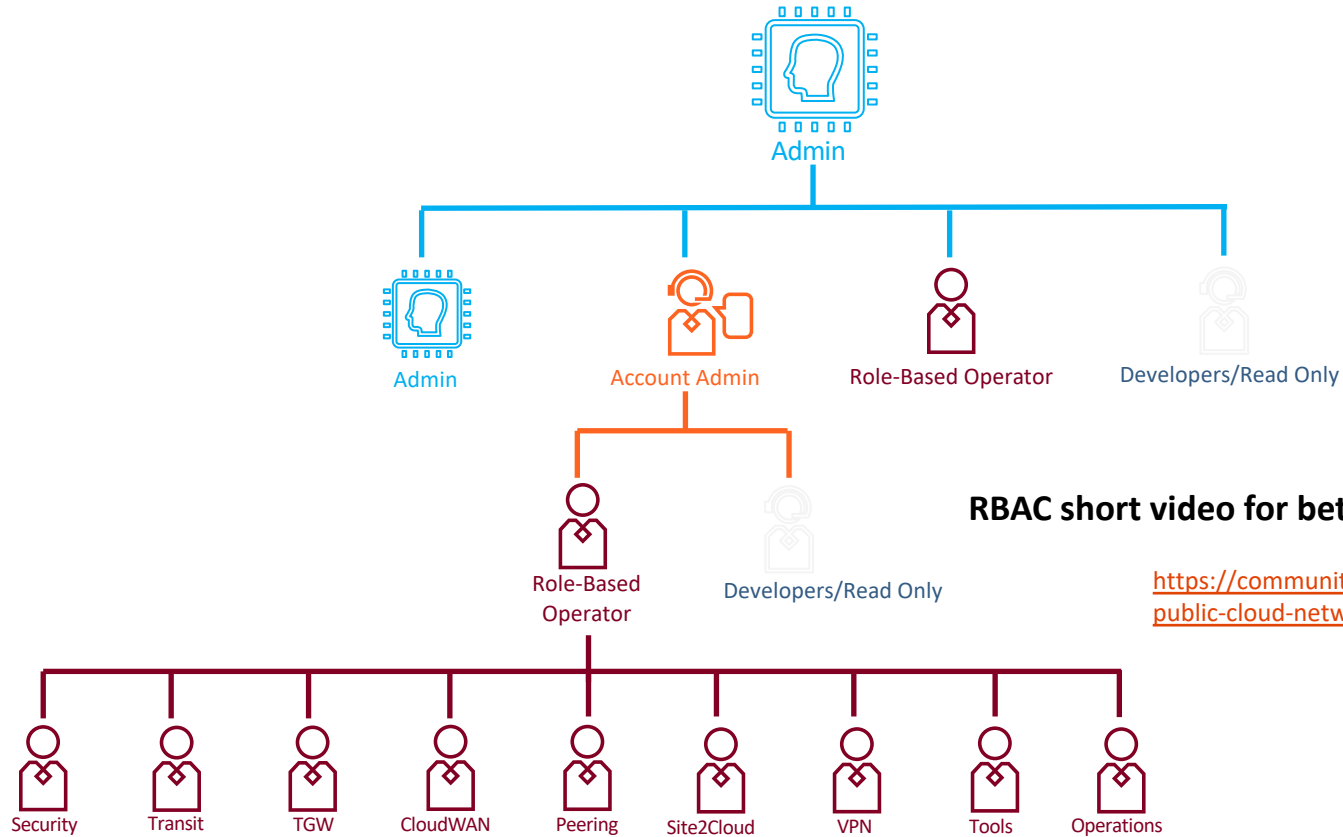 Admin
Admin
Account Admin
Role-Based Operator
Developers/Read Only
RBAC short video for
https://communit
public-cloud-netw
Role-Based
Operator
Developers/Read Only
Security
Transit
TGW
CloudWAN
Peering
Site2Cloud
VPN
Tools
Operations